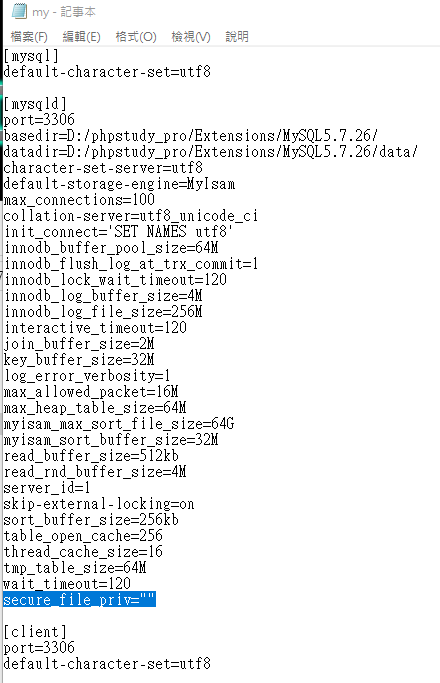 my - 記事本
檔案(F) 編輯(E) 格式(O) 檢視(V) 說明
[mysql]
default-character-set=utf8
[mysqld]
port=3306
basedir=D:/phpstudy_pro/Extensions/MySQL5.7.26/
datadir=D:/phpstudy_pro/Extensions/MySQL5.7.26/data/
character-set-server=utf8
default-storage-engine=MyIsam
max_connections=100
collation-server=utf8_unicode_ci
init_connect='SET NAMES utf8'
innodb_buffer_pool_size=64M
innodb_flush_log_at_trx_commit=1
innodb_lock_wait_timeout=120
innodb_log_buffer_size=4M
innodb_log_file_size=256M
interactive_timeout=120
join_buffer_size=2M
key_buffer_size=32M
log_error_verbosity=1
max_allowed_packet=16M
max_heap_table_size=64M
myisam_max_sort_file_size=64G
myisam_sort_buffer_size=32M
read_buffer_size=512kb
read_rnd_buffer_size=4M
server_id=1
skip-external-locking=on
sort_buffer_size=256kb
table_open_cache=256
thread_cache_size=16
tmp_table_size=64M
wait_timeout=120
secure_file_priv=""
[client]
port=3306
default-character-set=utf8